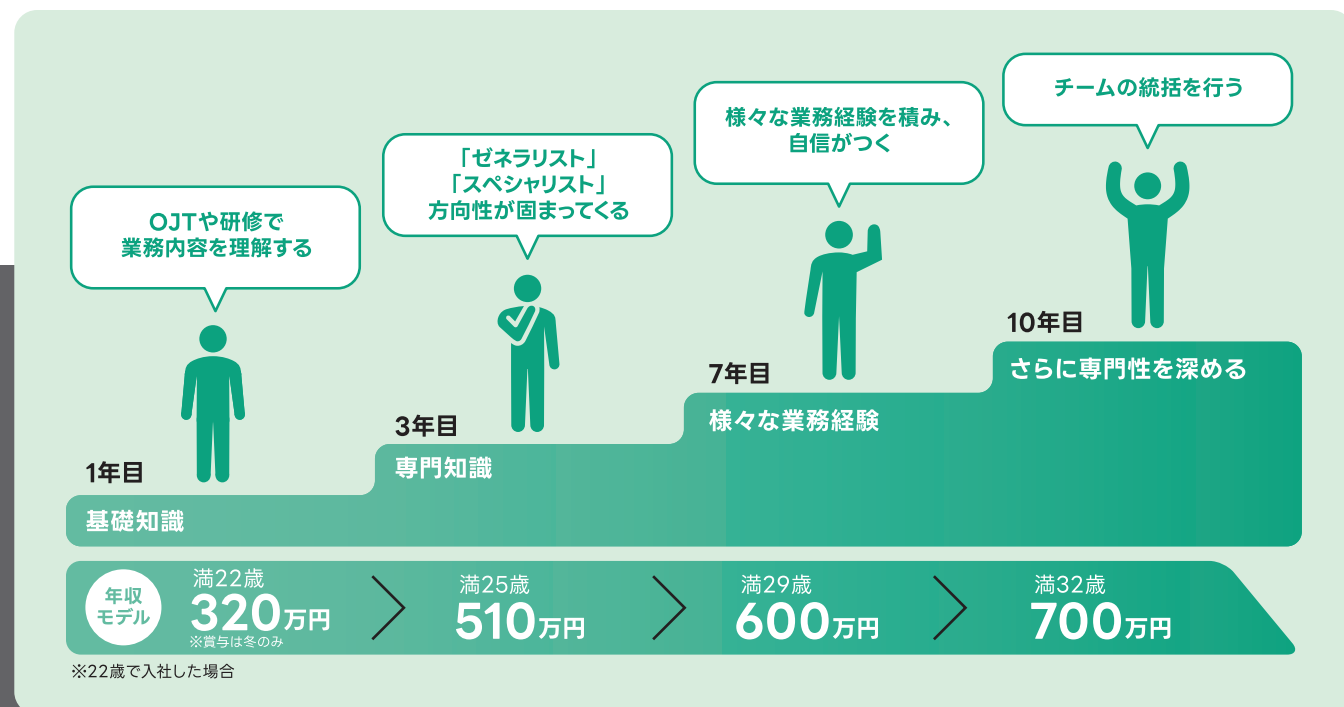 OJTや研修で
業務内容を理解する
「ゼネラリスト」
「スペシャリスト」
方向性が固まってくる
様々な業務経験を積み、
自信がつく
チームの統括を行う
1年目
基礎知識
3年目
専門知識
7年目
様々な業務経験
10年目
さらに専門性を深める
年収
モデル
満22歳
320万円
※賞与は冬のみ
満25歳
510万円
満29歳
600万円
満32歳
700万円
※22歳で入社した場合